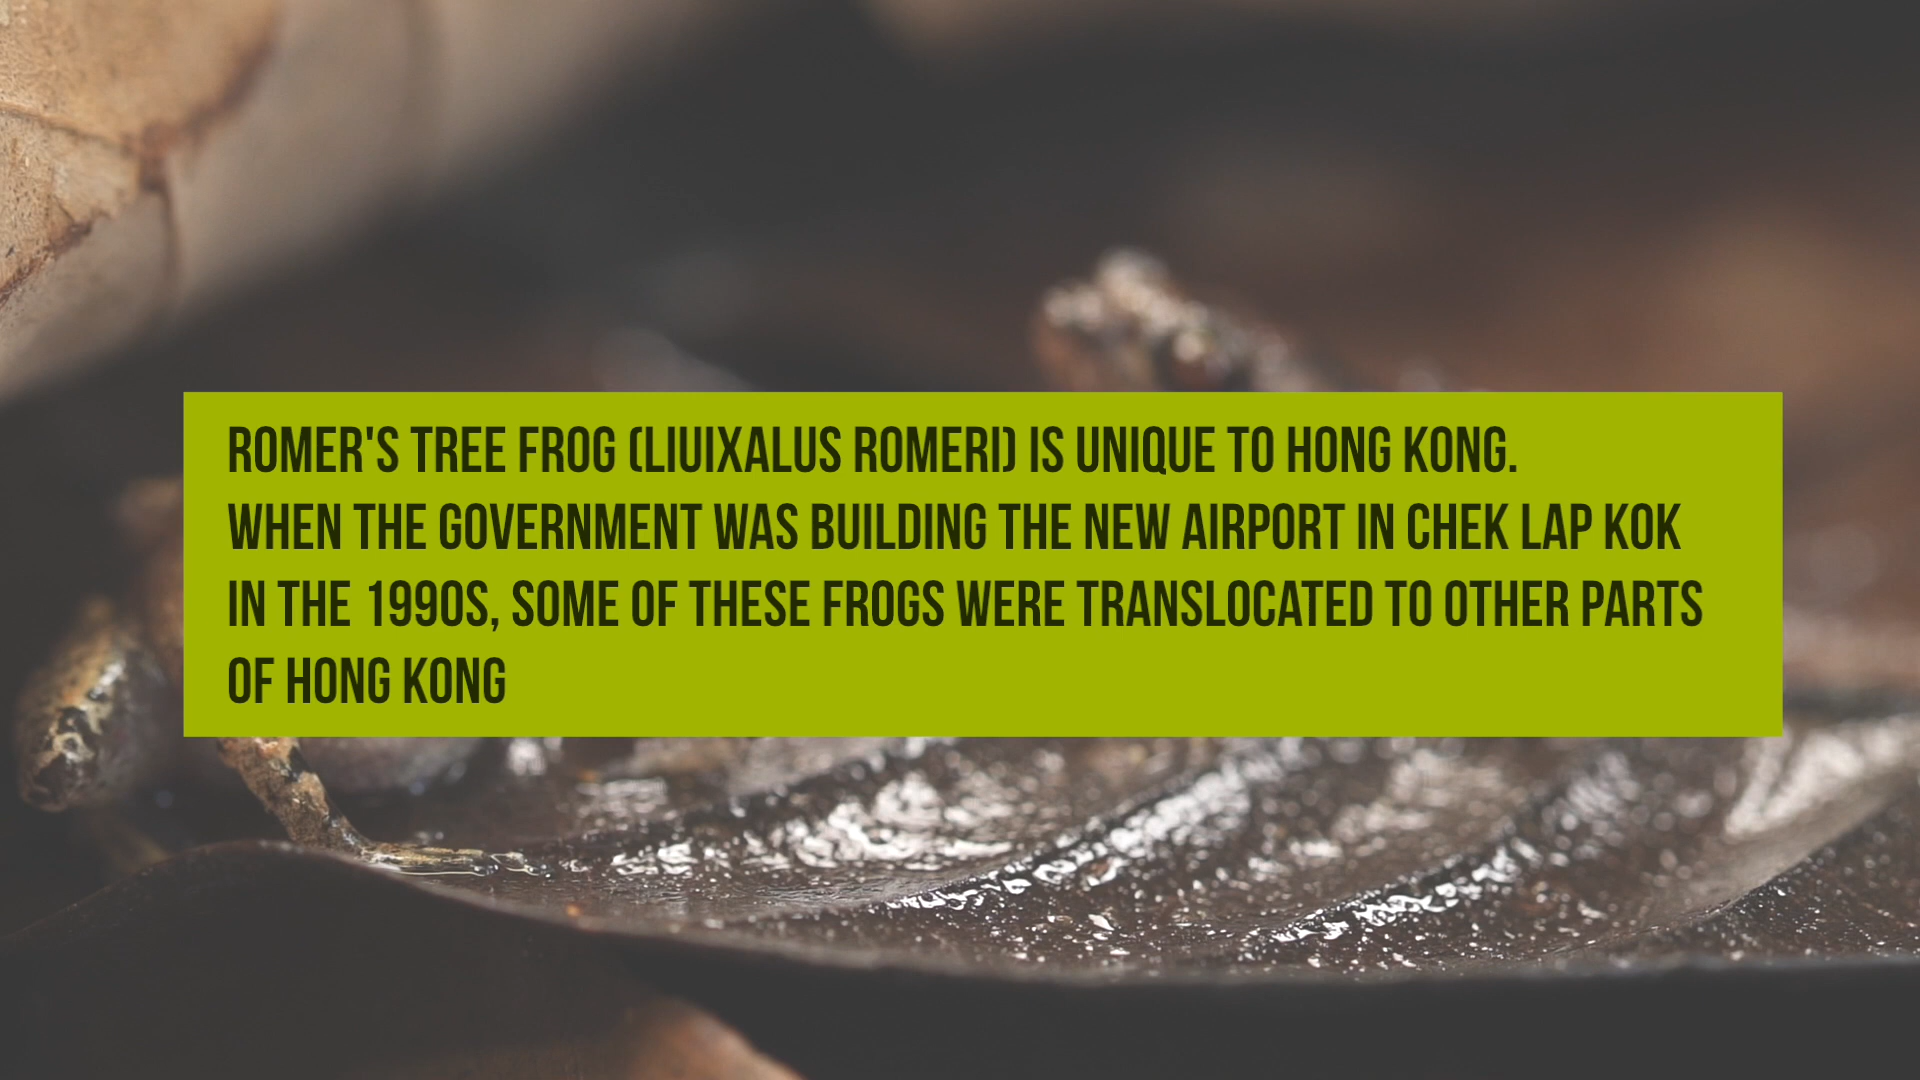 ROMER'S TREE FROG (LIUIXALUS ROMERI) IS UNIQUE TO HONG KONG.
WHEN THE GOVERNMENT WAS BUILDING THE NEW AIRPORT IN CHEK LAP KOK
IN THE 1990S, SOME OF THESE FROGS WERE TRANSLOCATED TO OTHER PARTS
OF HONG KONG